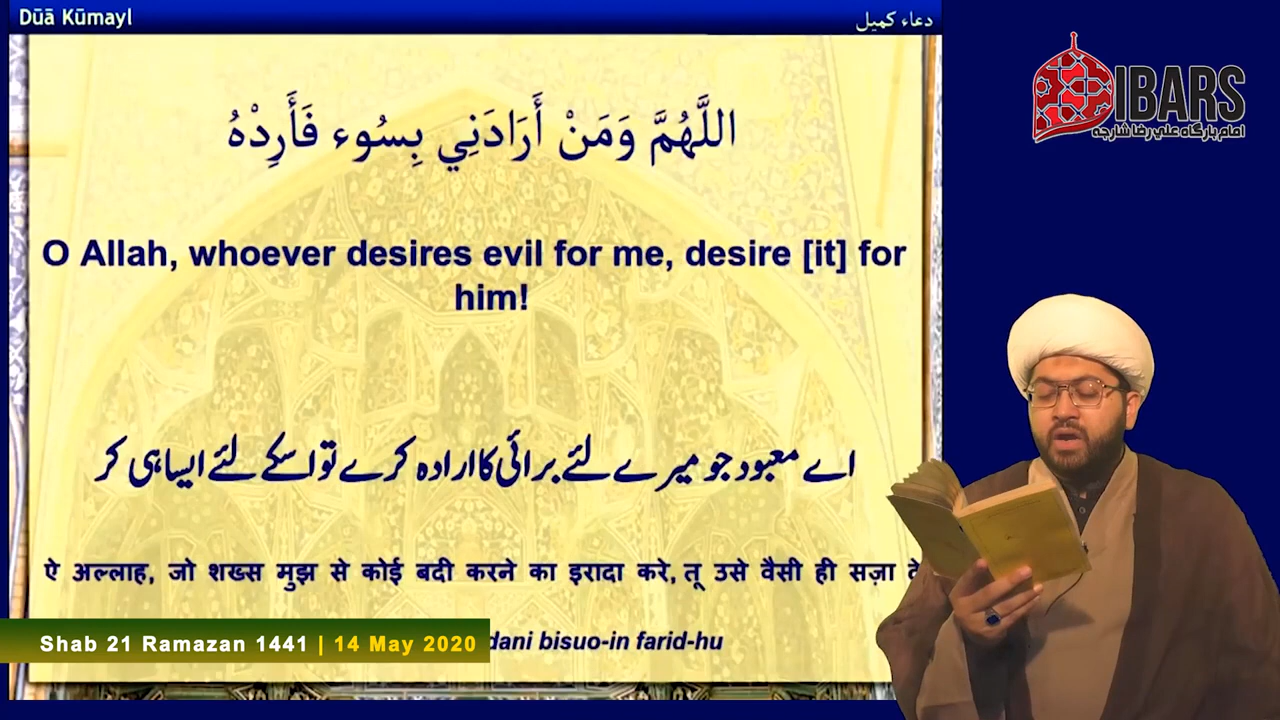 Dūā Kūmayl
دعاء كميل
IBARS
امام بارگاه علي رضا شارجه
اللَّهُمَّ وَمَنْ أَرَادَنِي بِسُوء فَأَرِدْهُ
O Allah, whoever desires evil for me, desire [it] for
him!
اے معبود جو میرے لئے برائی کا ارادہ کرے تو اسکے لئے ایسا ہی کر
ऐ अल्लाह, जो शख्स मुझ से कोई बदी करने का इरादा करे, तू उसे वैसी ही सज़ा
Shab 21 Ramazan 1441 | 14 May 2020
dani bisuo-in farid-hu